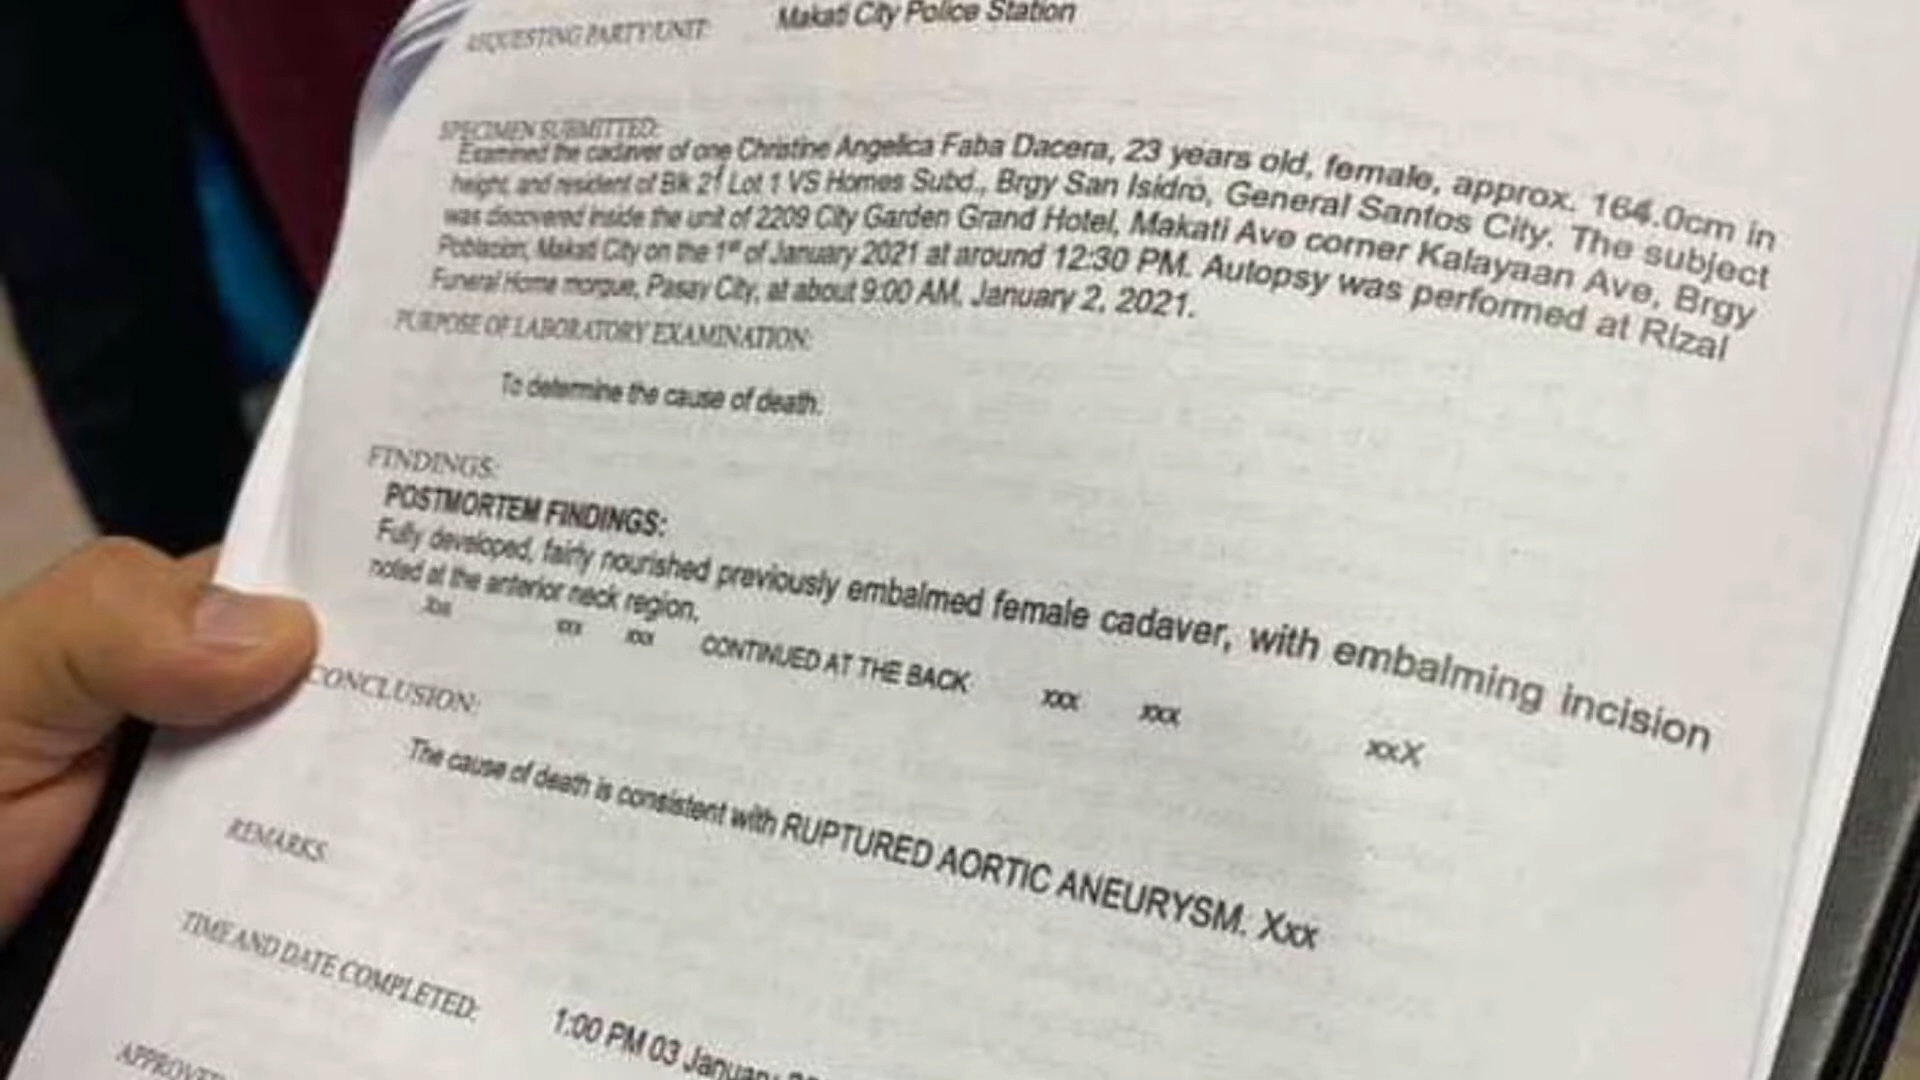 REQUESTING PARTY/UNIT: Makati City Police Station
SPECIMEN SUBMITTED:
Examined the cadaver of one Christine Angelica Faba Dacera, 23 years old, female, approx. 164.0cm in
height, and resident of Blk 21 Lot 1 VS Homes Subd., Brgy San Isidro, General Santos City. The subject
was discovered inside the unit of 2209 City Garden Grand Hotel, Makati Ave corner Kalayaan Ave, Brgy
Poblacion, Makati City on the 1st of January 2021 at around 12:30 PM. Autopsy was performed at Rizal
Funeral Home morgue, Pasay City, at about 9:00 AM, January 2, 2021.
PURPOSE OF LABORATORY EXAMINATION:
To determine the cause of death.
FINDINGS:
POSTMORTEM FINDINGS:
Fully developed, fairly nourished previously embalmed female cadaver, with embalming incision
noted at the anterior neck region.
xxx xxx xxx CONTINUED AT THE BACK xxx xxx xxX
CONCLUSION:
The cause of death is consistent with RUPTURED AORTIC ANEURYSM. Xxx
REMARKS:
TIME AND DATE COMPLETED:
1:00 PM 03 January